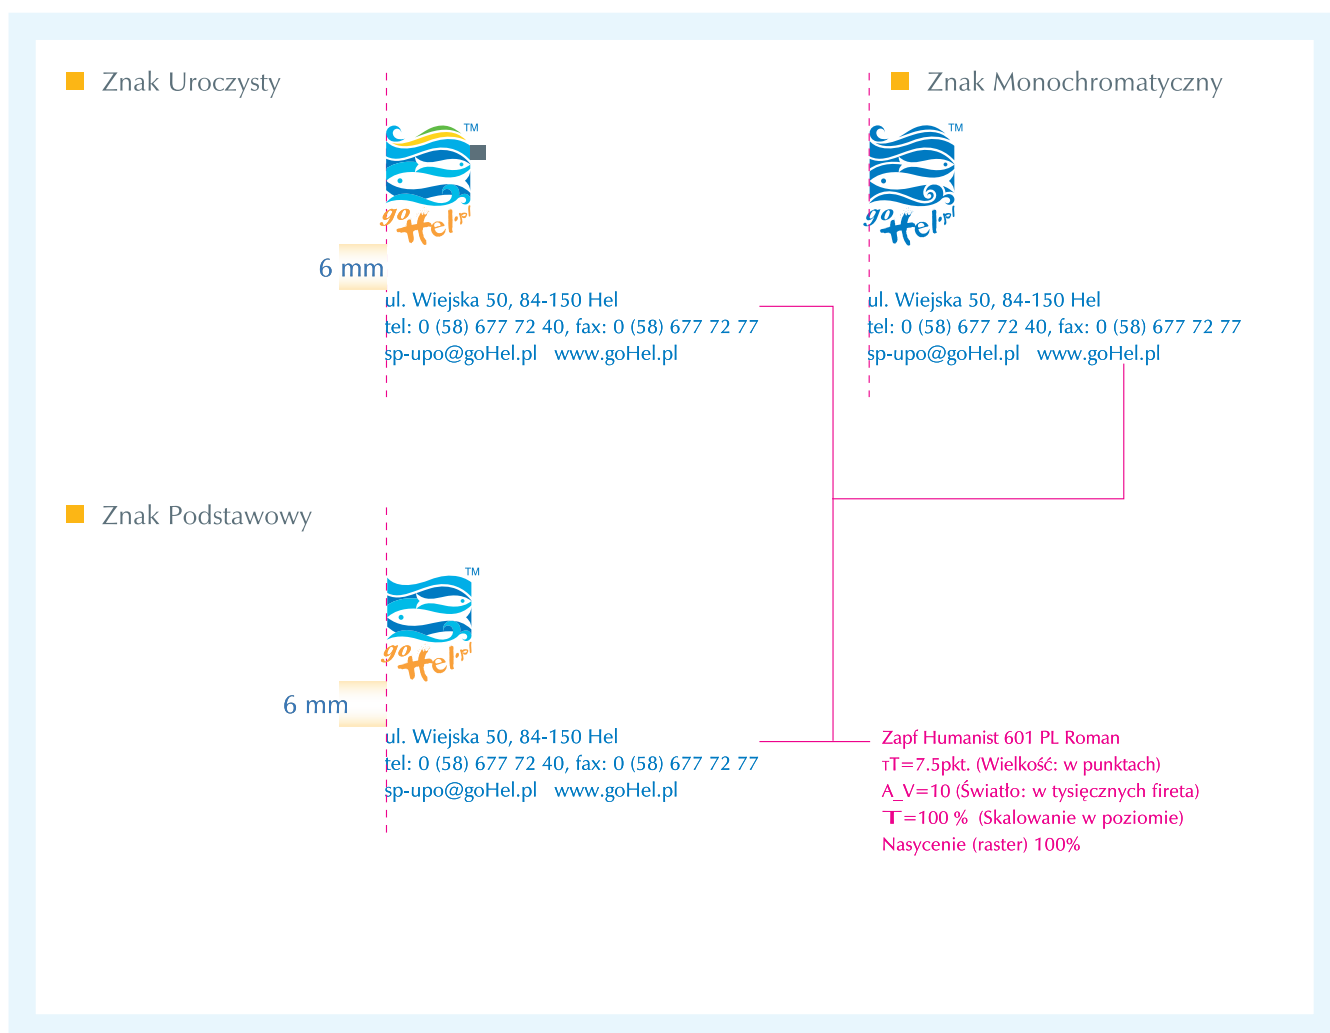 Znak Uroczysty
TM
go Hel.pl
6 mm
ul. Wiejska 50, 84-150 Hel
tel: 0 (58) 677 72 40, fax: 0 (58) 677 72 77
sp-upo@goHel.pl www.goHel.pl
Znak Monochromatyczny
TM
go Hel.pl
ul. Wiejska 50, 84-150 Hel
tel: 0 (58) 677 72 40, fax: 0 (58) 677 72 77
sp-upo@goHel.pl www.goHel.pl
Znak Podstawowy
TM
go Hel.pl
6 mm
ul. Wiejska 50, 84-150 Hel
tel: 0 (58) 677 72 40, fax: 0 (58) 677 72 77
sp-upo@goHel.pl www.goHel.pl
Zapf Humanist 601 PL Roman
TT=7.5pkt. (Wielkość: w punktach)
A_V=10 (Światło: w tysięcznych fireta)
T=100 % (Skalowanie w poziomie)
Nasycenie (raster) 100%